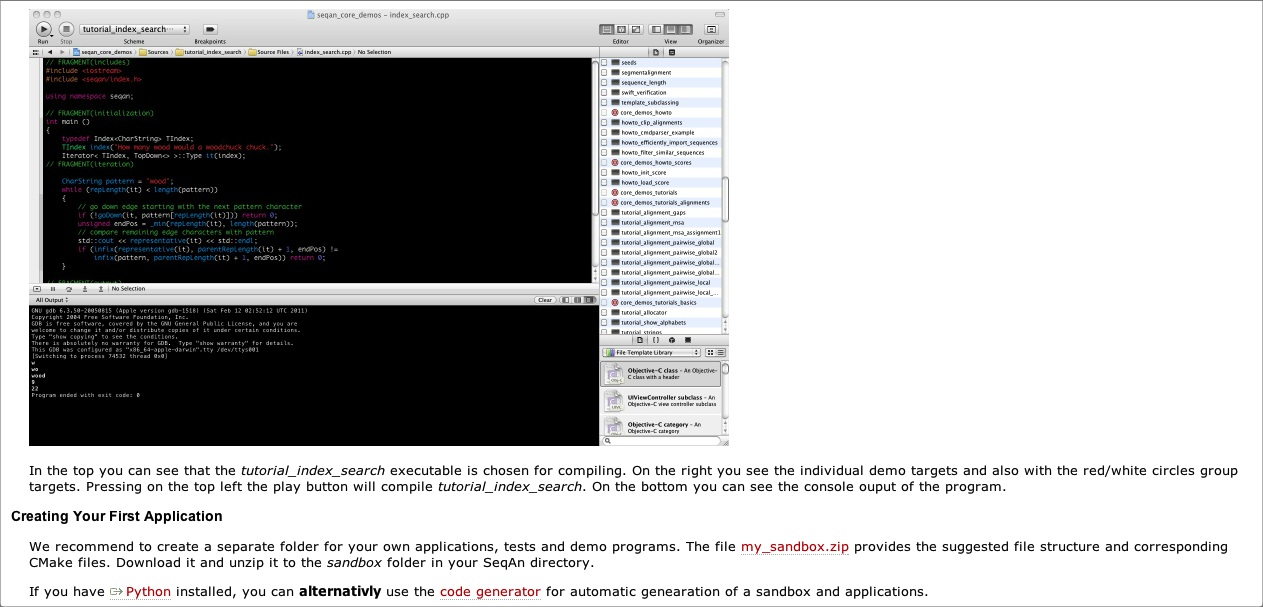 seqan_core_demos – index_search.cpp
tutorial_index_search···
Run Stop Scheme Breakpoints Editor View Organizer
seqan_core_demos Sources tutorial_index_search Source Files index_search.cpp No Selection
// FRAGMENT(includes)
#include <iostream>
#include <seqan/index.h>
using namespace seqan;
// FRAGMENT(initialization)
int main ()
{
typedef Index<CharString> TIndex;
TIndex index("How many wood would a woodchuck chuck.");
Iterator< TIndex, TopDown<> >::Type it(index);
// FRAGMENT(iteration)
CharString pattern = "wood";
while (repLength(it) < length(pattern))
{
// go down edge starting with the next pattern character
if (!goDown(it, pattern[repLength(it)])) return 0;
unsigned endPos = _min(repLength(it), length(pattern));
// compare remaining edge characters with pattern
std::cout << representative(it) << std::endl;
if (infix(representative(it), parentRepLength(it) + 1, endPos) !=
infix(pattern, parentRepLength(it) + 1, endPos)) return 0;
}
No Selection
All Output
Clear
GNU gdb 6.3.50-20050815 (Apple version gdb-1518) (Sat Feb 12 02:52:12 UTC 2011)
Copyright 2004 Free Software Foundation, Inc.
GDB is free software, covered by the GNU General Public License, and you are
welcome to change it and/or distribute copies of it under certain conditions.
Type "show copying" to see the conditions.
There is absolutely no warranty for GDB.  Type "show warranty" for details.
This GDB was configured as "x86_64-apple-darwin".tty /dev/ttys001
[Switching to process 74532 thread 0x0]
w
wo
wood
9
22
Program ended with exit code: 0
seeds
segmentalignment
sequence_length
swift_verification
template_subclassing
core_demos_howto
howto_clip_alignments
howto_cmdparser_example
howto_efficiently_import_sequences
howto_filter_similar_sequences
core_demos_howto_scores
howto_init_score
howto_load_score
core_demos_tutorials
core_demos_tutorials_alignments
tutorial_alignment_gaps
tutorial_alignment_msa
tutorial_alignment_msa_assignment1
tutorial_alignment_pairwise_global
tutorial_alignment_pairwise_global2
tutorial_alignment_pairwise_global...
tutorial_alignment_pairwise_global...
tutorial_alignment_pairwise_local
tutorial_alignment_pairwise_local_...
core_demos_tutorials_basics
tutorial_allocator
tutorial_show_alphabets
tutorial_strings
File Template Library
Objective-C class – An Objective-
C class with a header
UIViewController subclass – An
Objective-C view controller subclass
Objective-C category – An
Objective-C category
In the top you can see that the tutorial_index_search executable is chosen for compiling. On the right you see the individual demo targets and also with the red/white circles group
targets. Pressing on the top left the play button will compile tutorial_index_search. On the bottom you can see the console ouput of the program.
Creating Your First Application
We recommend to create a separate folder for your own applications, tests and demo programs. The file my_sandbox.zip provides the suggested file structure and corresponding
CMake files. Download it and unzip it to the sandbox folder in your SeqAn directory.
If you have Python installed, you can alternativly use the code generator for automatic genearation of a sandbox and applications.